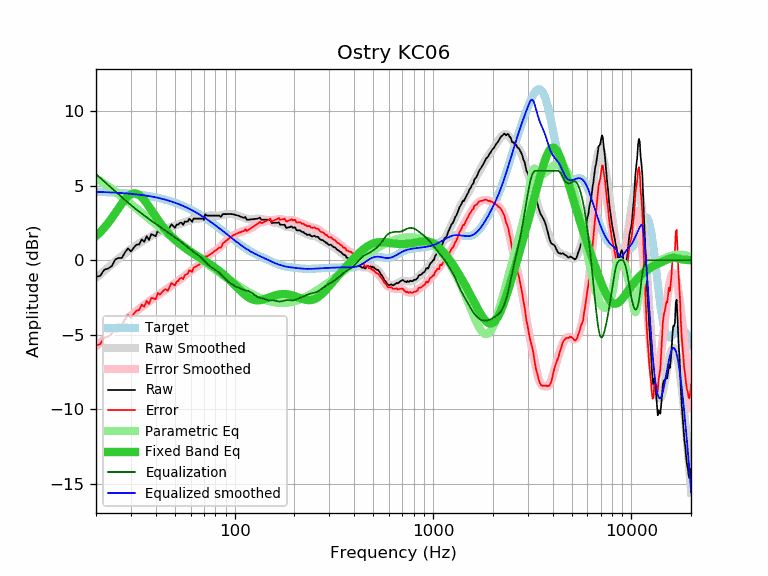 Ostry KC06
Amplitude (dBr)
10
5
0
−5
−10
−15
Target
Raw Smoothed
Error Smoothed
Raw
Error
Parametric Eq
Fixed Band Eq
Equalization
Equalized smoothed
100
1000
10000
Frequency (Hz)